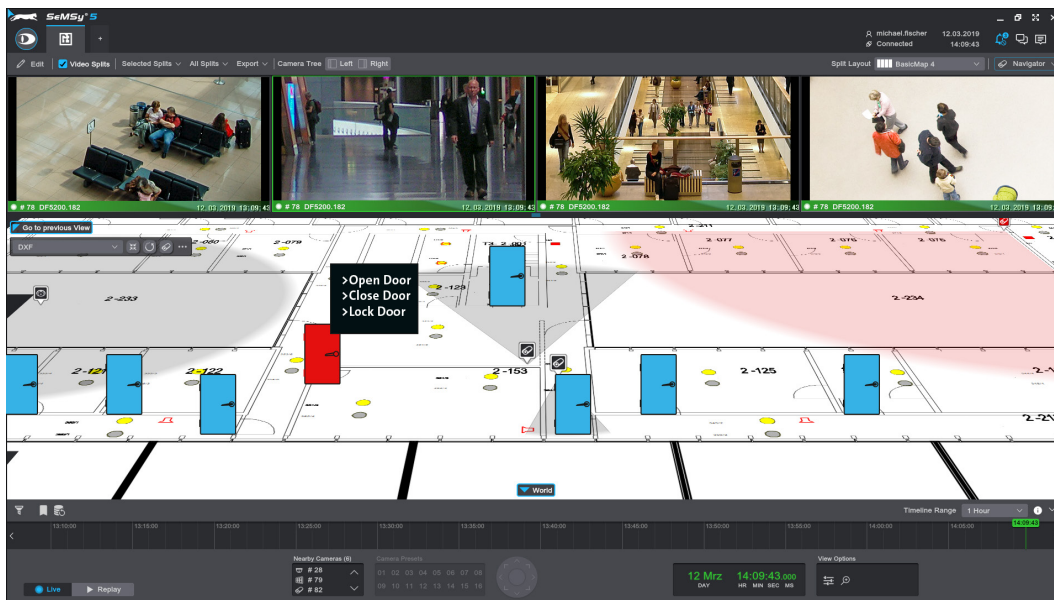 SeMSy® 5
michael.fischer 12.03.2019
Connected 14:09:43
+
Edit Video Splits Selected Splits All Splits Export Camera Tree Left Right Split Layout BasicMap 4 Navigator
# 78 DF5200.182 12.03.2019 13:09:43
# 78 DF5200.182 12.03.2019 13:09:43
# 78 DF5200.182 12.03.2019 13:09:43
# 78 DF5200.182 12.03.2019 13:09:
Go to previous View
DXF
2-079
2-211
2-077
2-078
2-233
2-123
2-234
>Open Door
>Close Door
>Lock Door
2-122
2-153
2-125
World
Timeline Range 1 Hour
13:10:00 13:15:00 13:20:00 13:25:00 13:30:00 13:35:00 13:40:00 13:45:00 13:50:00 13:55:00 14:00:00 14:05:00 14:09:43
Nearby Cameras (6) Camera Presets View Options
# 28
# 79
# 82
01 02 03 04 05 06 07 08
09 10 11 12 13 14 15 16
12 Mrz 14:09:43.000
DAY HR MIN SEC MS
Live Replay